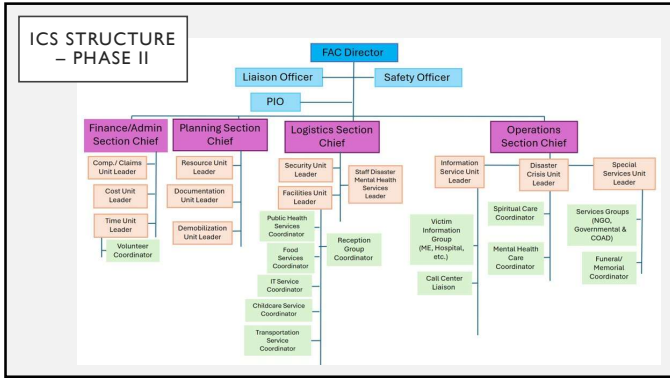 ICS STRUCTURE
– PHASE II
FAC Director
Liaison Officer
Safety Officer
PIO
Finance/Admin
Section Chief
Planning Section
Chief
Logistics Section
Chief
Operations
Section Chief
Comp./ Claims
Unit Leader
Cost Unit
Leader
Time Unit
Leader
Volunteer
Coordinator
Resource Unit
Leader
Documentation
Unit Leader
Demobilization
Unit Leader
Security Unit
Leader
Facilities Unit
Leader
Staff Disaster
Mental Health
Services
Leader
Public Health
Services
Coordinator
Food
Services
Coordinator
IT Service
Coordinator
Childcare Service
Coordinator
Transportation
Service
Coordinator
Reception
Group
Coordinator
Information
Service Unit
Leader
Victim
Information
Group
(ME, Hospital,
etc.)
Call Center
Liaison
Disaster
Crisis Unit
Leader
Spiritual Care
Coordinator
Mental Health
Care
Coordinator
Special
Services Unit
Leader
Services Groups
(NGO,
Governmental &
COAD)
Funeral/
Memorial
Coordinator